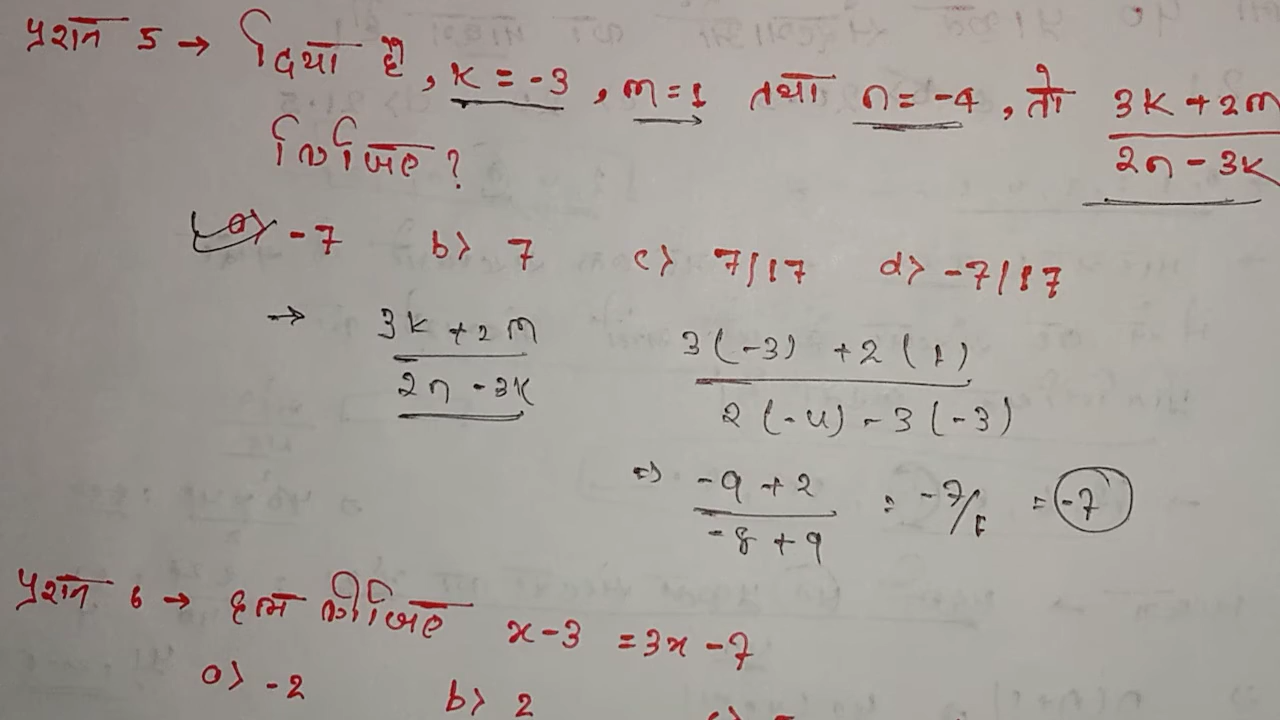 प्रशन 5 → दिया है, k = -3, m = 1 तथा n = -4, तो 3k + 2m / 2n - 3k
किजिए?
a> -7 b> 7 c> 7/17 d> -7/17
→ 3k + 2m / 2n - 3k 3(-3) + 2(1) / 2(-4) - 3(-3)
=> -9 + 2 / -8 + 9 = -7/1 = -7
प्रशन 6 → हल कीजिए x - 3 = 3x - 7
a> -2 b> 2